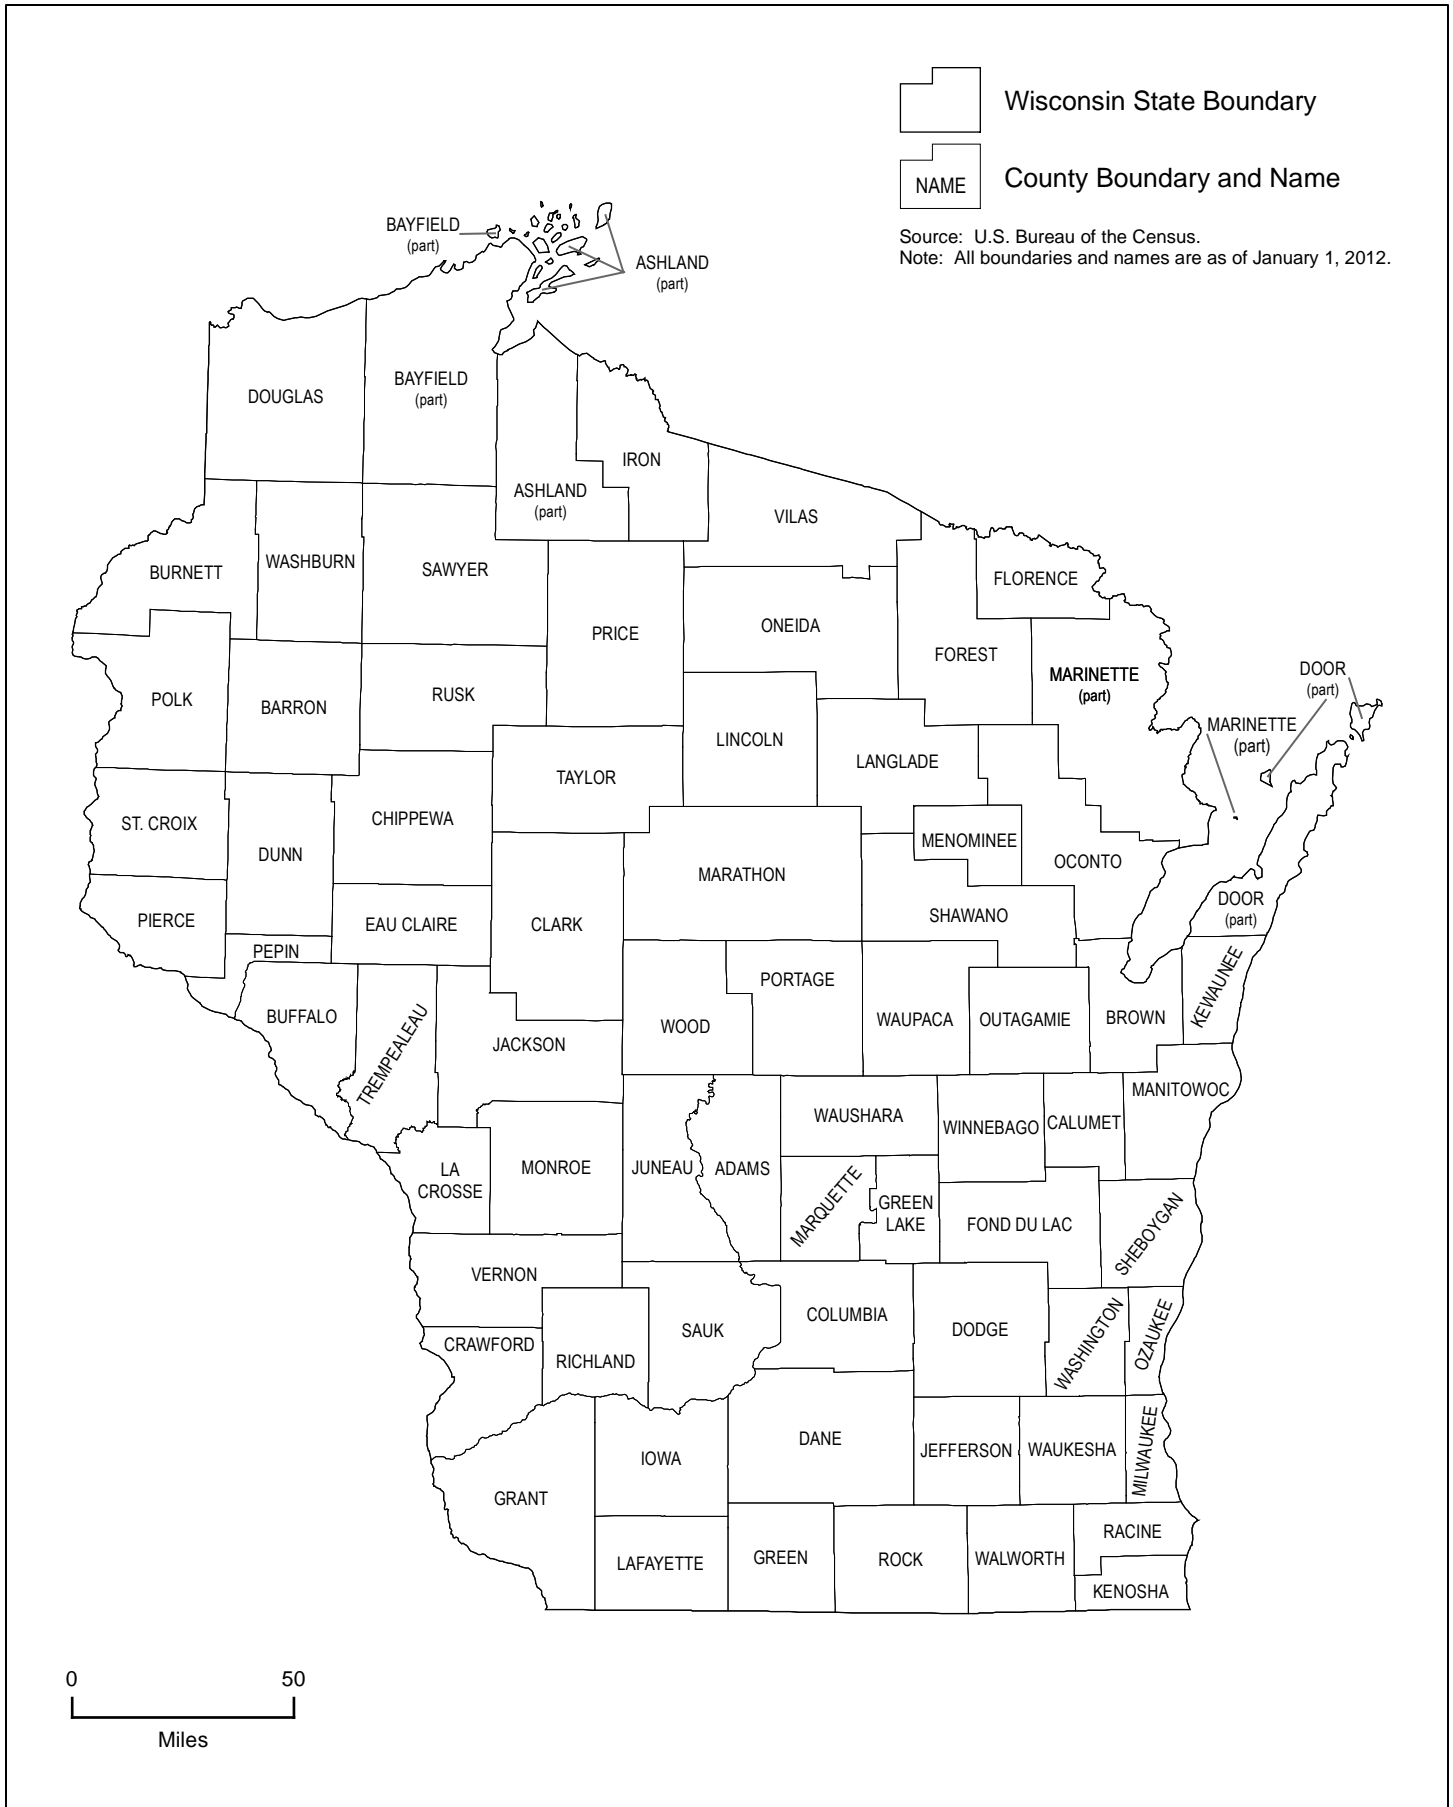 Wisconsin State Boundary
NAME
County Boundary and Name
Source: U.S. Bureau of the Census.
Note: All boundaries and names are as of January 1, 2012.
BAYFIELD
(part)
ASHLAND
(part)
DOUGLAS
BAYFIELD
(part)
IRON
ASHLAND
(part)
VILAS
BURNETT
WASHBURN
SAWYER
FLORENCE
PRICE
ONEIDA
FOREST
MARINETTE
(part)
DOOR
(part)
POLK
BARRON
RUSK
LINCOLN
MARINETTE
(part)
TAYLOR
LANGLADE
ST. CROIX
CHIPPEWA
DUNN
MENOMINEE
OCONTO
MARATHON
PIERCE
EAU CLAIRE
CLARK
SHAWANO
DOOR
(part)
PEPIN
PORTAGE
KEWAUNEE
BUFFALO
TREMPEALEAU
JACKSON
WOOD
WAUPACA
OUTAGAMIE
BROWN
MANITOWOC
WAUSHARA
WINNEBAGO
CALUMET
LA
CROSSE
MONROE
JUNEAU
ADAMS
MARQUETTE
GREEN
LAKE
FOND DU LAC
SHEBOYGAN
VERNON
COLUMBIA
SAUK
DODGE
WASHINGTON
OZAUKEE
CRAWFORD
RICHLAND
DANE
JEFFERSON
WAUKESHA
MILWAUKEE
IOWA
GRANT
RACINE
LAFAYETTE
GREEN
ROCK
WALWORTH
KENOSHA
0 50
Miles